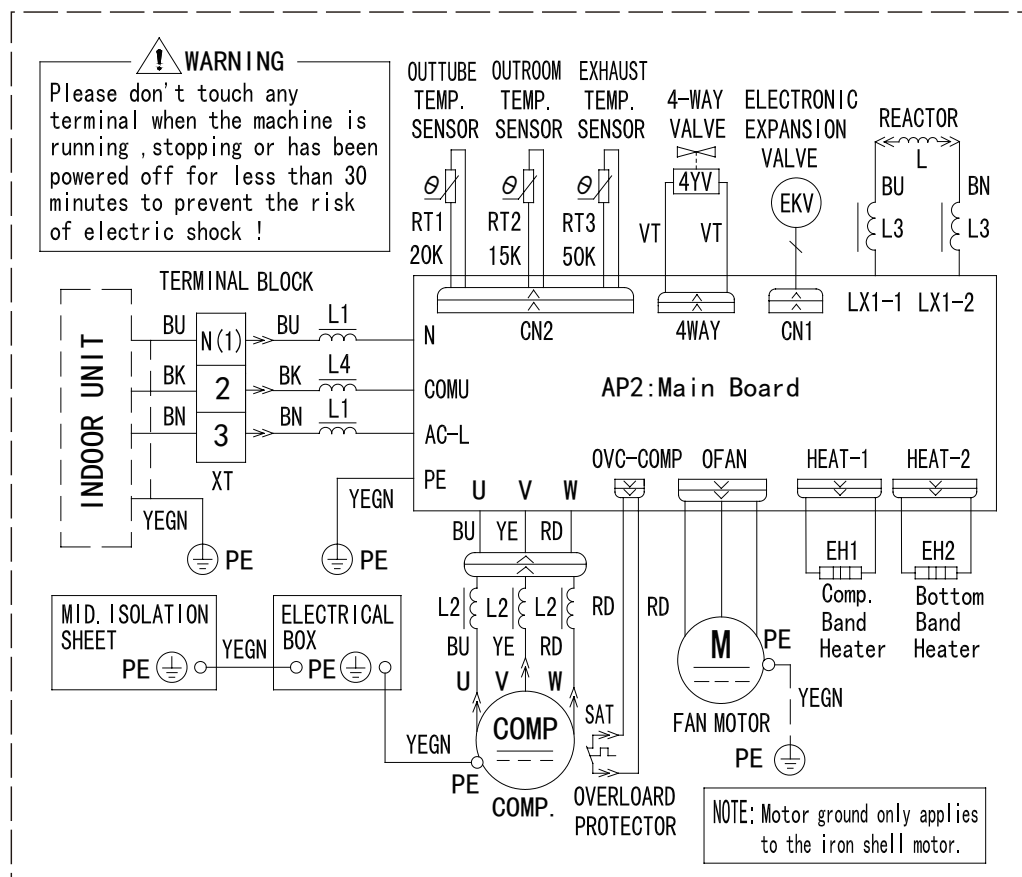 WARNING
Please don't touch any
terminal when the machine is
running ,stopping or has been
powered off for less than 30
minutes to prevent the risk
of electric shock !
OUTTUBE
TEMP.
SENSOR
OUTROOM
TEMP.
SENSOR
EXHAUST
TEMP.
SENSOR
4-WAY
VALVE
ELECTRONIC
EXPANSION
VALVE
REACTOR
L
θ
RT1
20K
θ
RT2
15K
θ
RT3
50K
4YV
VT VT
EKV
BU BN
L3 L3
TERMINAL BLOCK
CN2 4WAY CN1 LX1-1 LX1-2
INDOOR UNIT
BU N(1) BU L1 N
BK 2 BK L4 COMU
BN 3 BN L1 AC-L
XT
AP2:Main Board
PE
YEGN
PE
YEGN
PE
U V W
OVC-COMP OFAN HEAT-1 HEAT-2
BU YE RD
L2 L2 L2 RD RD
BU YE RD
U V W
EH1
Comp.
Band
Heater
EH2
Bottom
Band
Heater
MID. ISOLATION
SHEET
PE
YEGN
ELECTRICAL
BOX
PE
YEGN
PE
COMP
COMP.
SAT
OVERLOARD
PROTECTOR
M
PE
FAN MOTOR
YEGN
PE
NOTE: Motor ground only applies
to the iron shell motor.